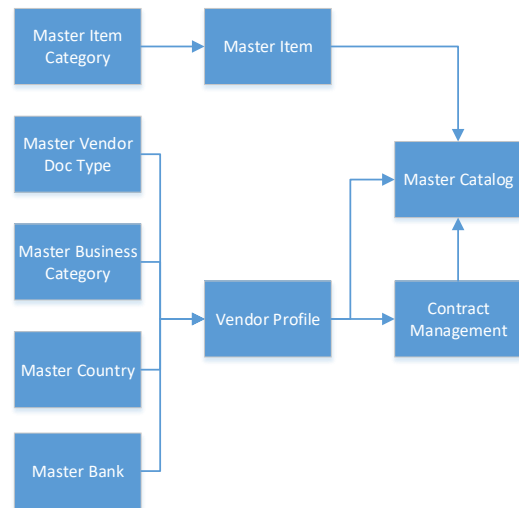 Master Item
Category
Master Item
Master Vendor
Doc Type
Master Catalog
Master Business
Category
Vendor Profile
Contract
Management
Master Country
Master Bank